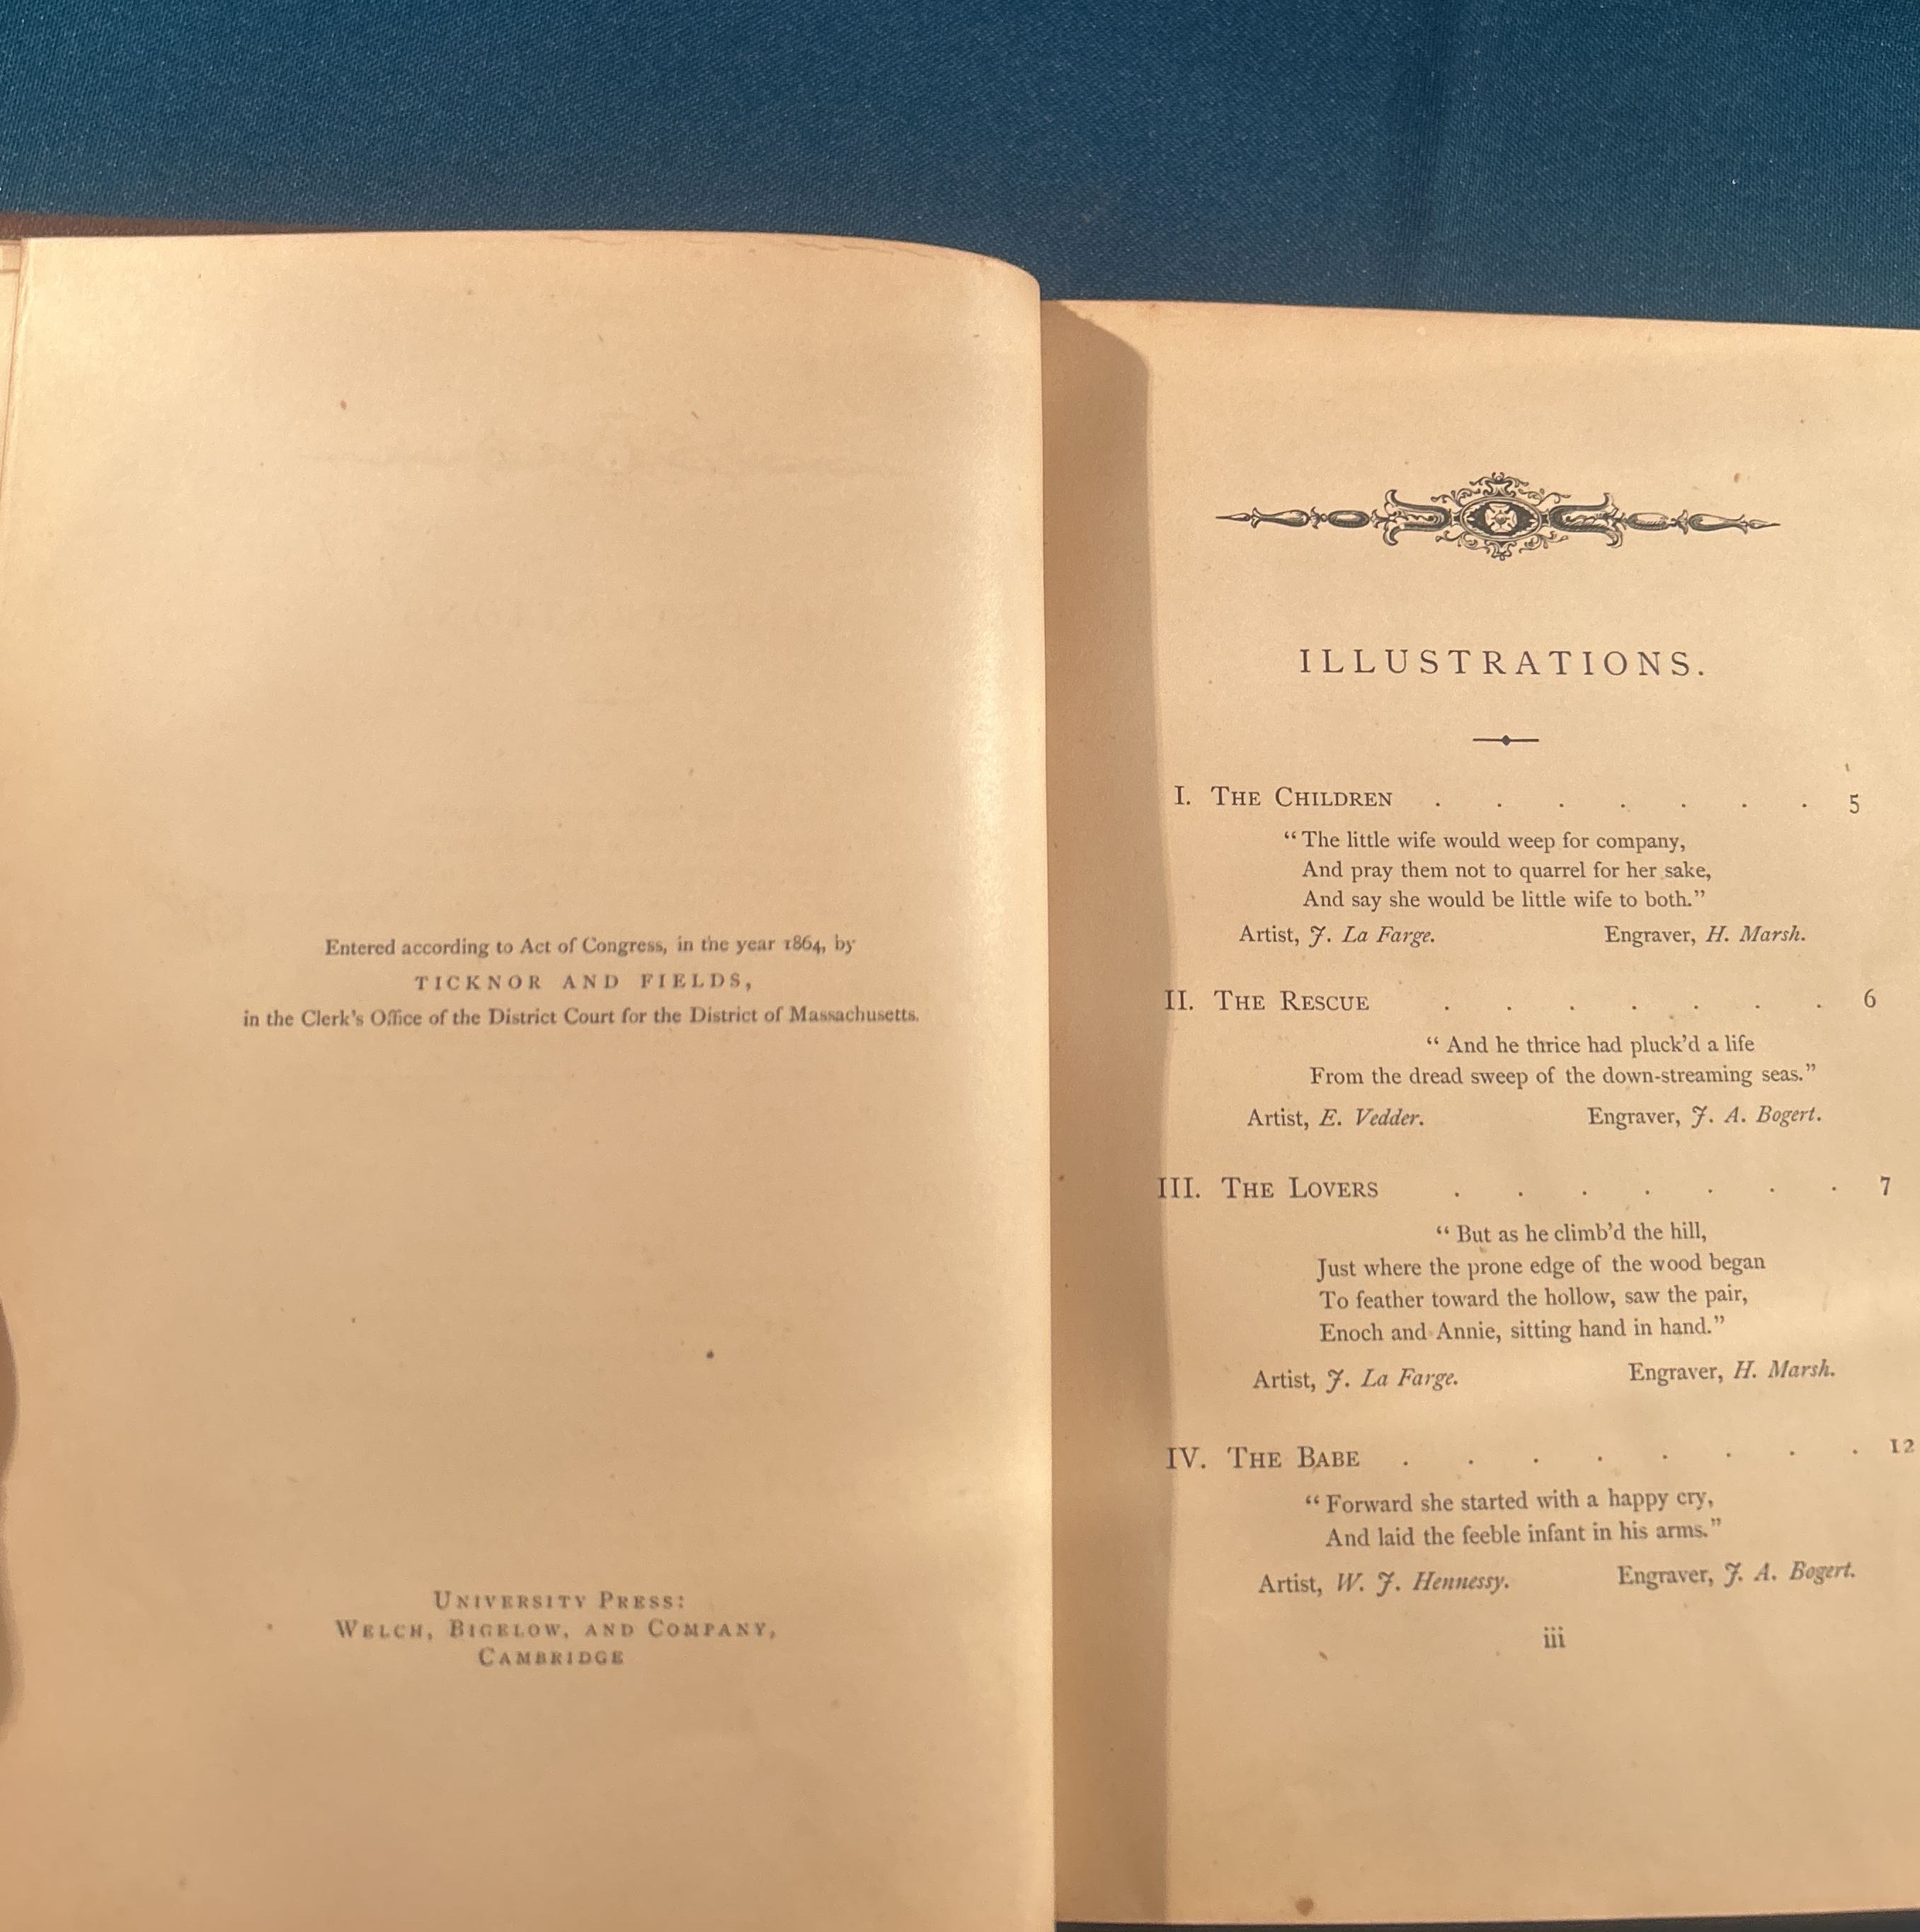 Entered according to Act of Congress, in the year 1864, by
TICKNOR AND FIELDS,
in the Clerk's Office of the District Court for the District of Massachusetts.
UNIVERSITY PRESS:
WELCH, BIGELOW, AND COMPANY,
CAMBRIDGE
ILLUSTRATIONS.
I. THE CHILDREN . . . . . . . 5
“The little wife would weep for company,
And pray them not to quarrel for her sake,
And say she would be little wife to both.”
Artist, J. La Farge. Engraver, H. Marsh.
II. THE RESCUE . . . . . . . 6
“And he thrice had pluck'd a life
From the dread sweep of the down-streaming seas.”
Artist, E. Vedder. Engraver, J. A. Bogert.
III. THE LOVERS . . . . . . . 7
“But as he climb'd the hill,
Just where the prone edge of the wood began
To feather toward the hollow, saw the pair,
Enoch and Annie, sitting hand in hand.”
Artist, J. La Farge. Engraver, H. Marsh.
IV. THE BABE . . . . . . . . 12
“Forward she started with a happy cry,
And laid the feeble infant in his arms.”
Artist, W. J. Hennessy. Engraver, J. A. Bogert.
iii